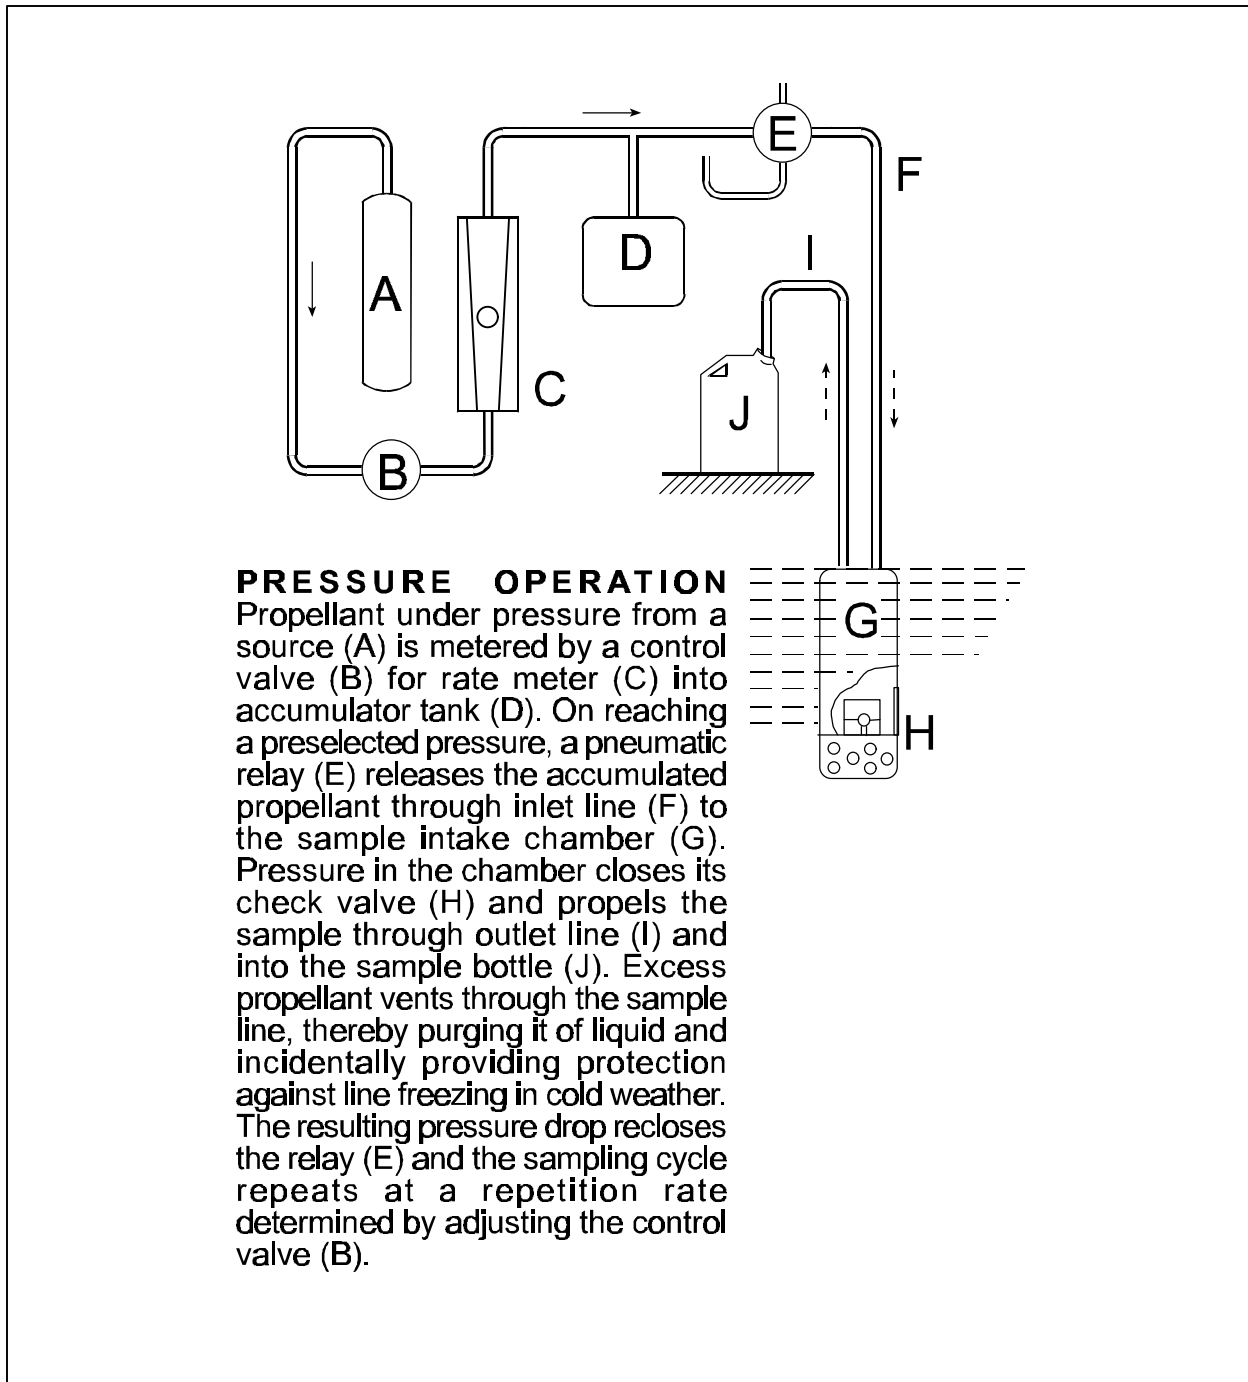 E
F
D
I
A
C
J
B
PRESSURE OPERATION
Propellant under pressure from a
source (A) is metered by a control
valve (B) for rate meter (C) into
accumulator tank (D). On reaching
a preselected pressure, a pneumatic
relay (E) releases the accumulated
propellant through inlet line (F) to
the sample intake chamber (G).
Pressure in the chamber closes its
check valve (H) and propels the
sample through outlet line (I) and
into the sample bottle (J). Excess
propellant vents through the sample
line, thereby purging it of liquid and
incidentally providing protection
against line freezing in cold weather.
The resulting pressure drop recloses
the relay (E) and the sampling cycle
repeats at a repetition rate
determined by adjusting the control
valve (B).
G
H